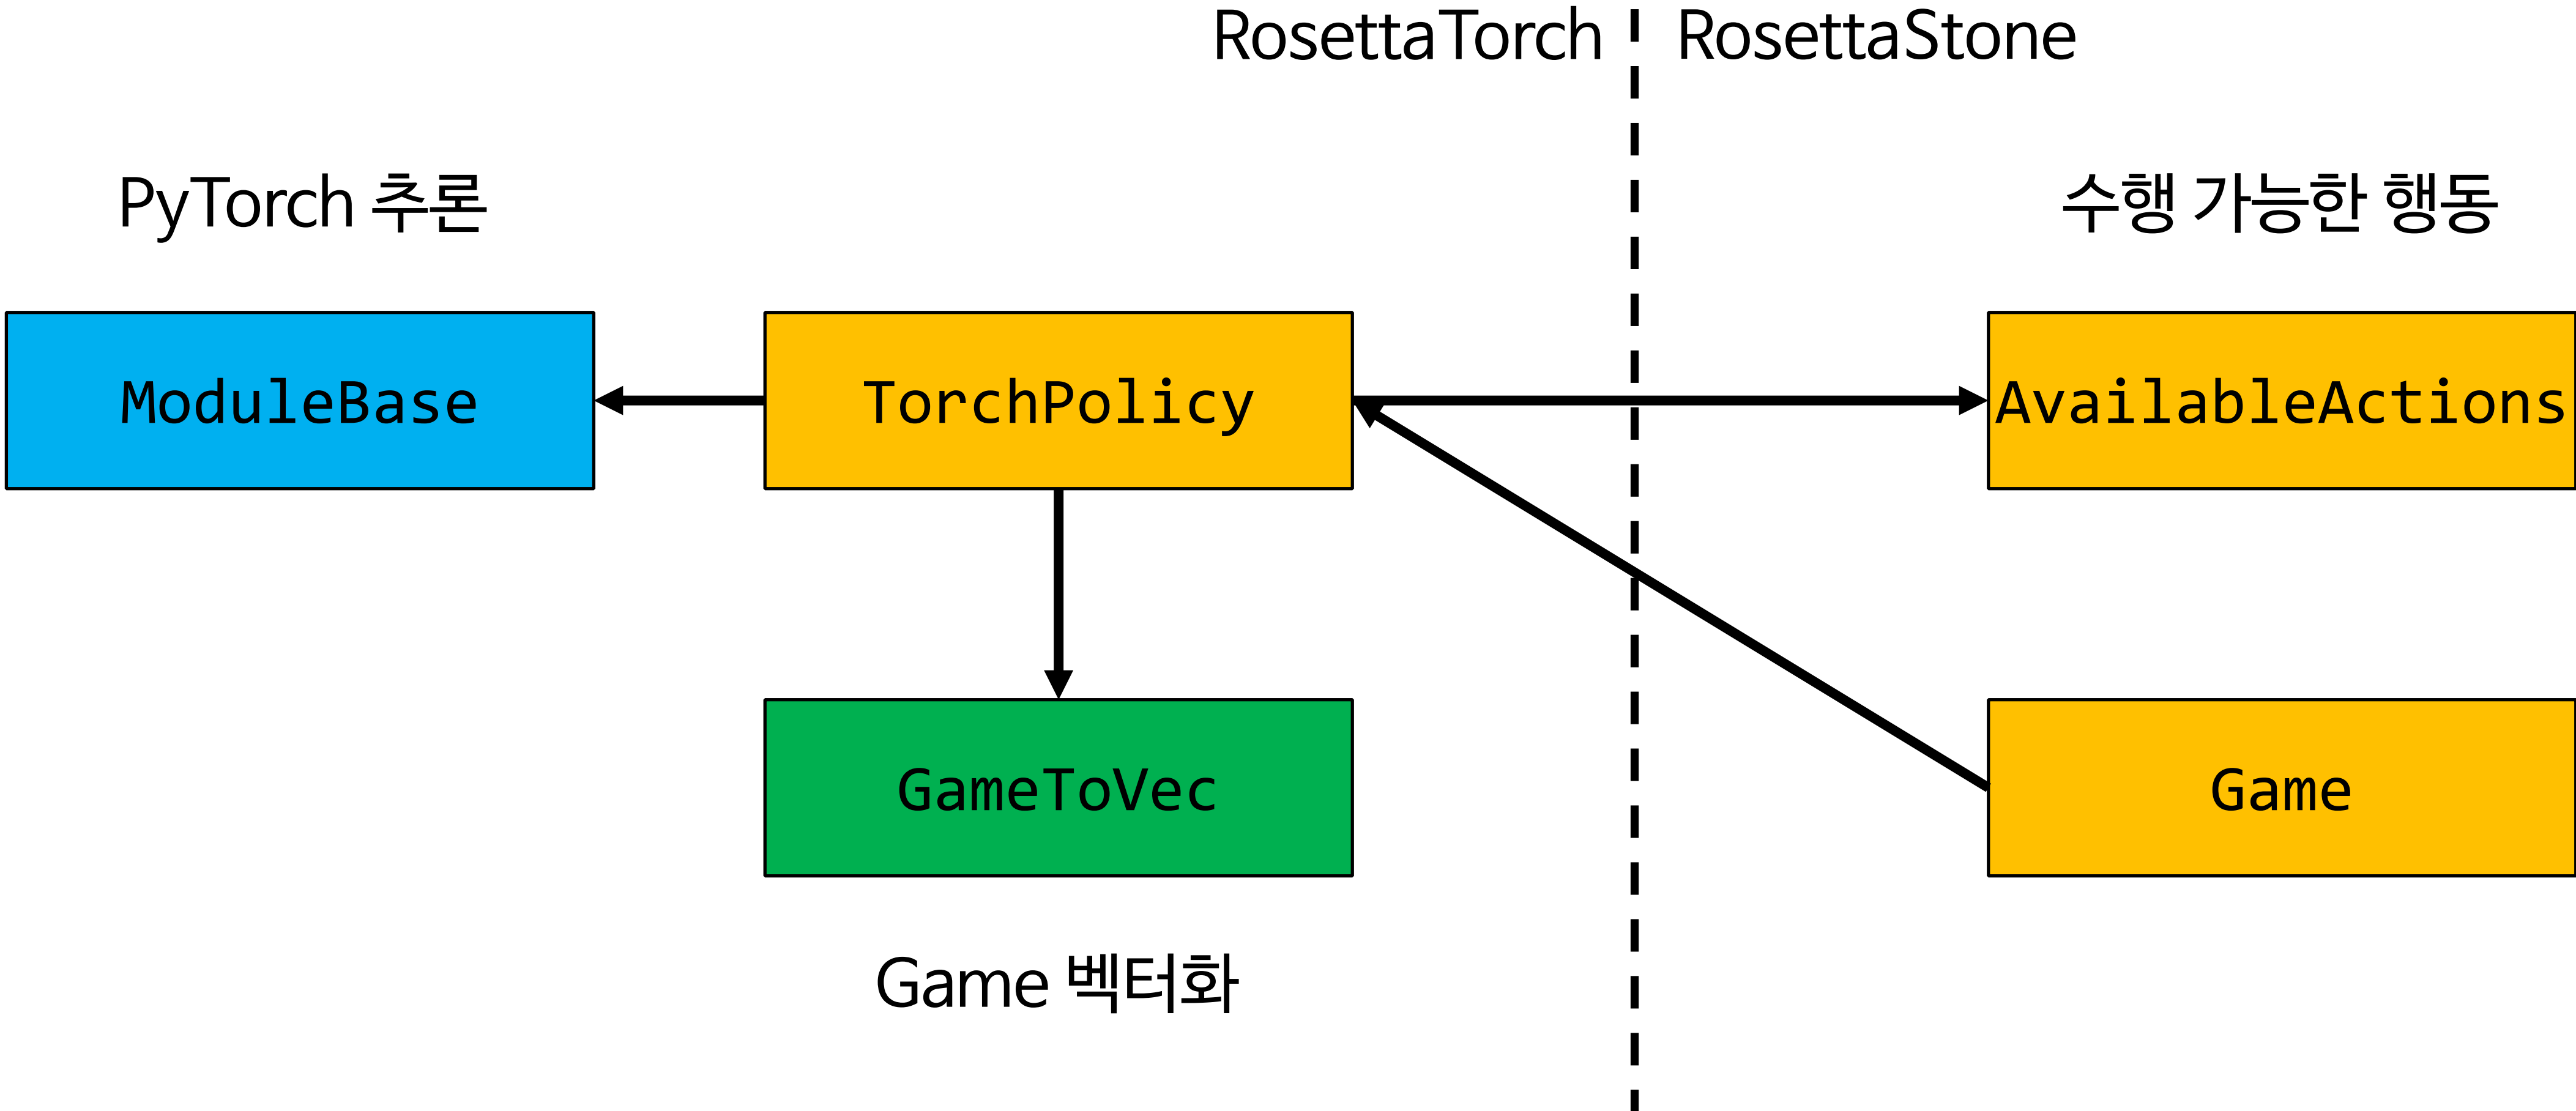 RosettaTorch
RosettaStone
PyTorch 추론
수행 가능한 행동
ModuleBase
TorchPolicy
AvailableActions
GameToVec
Game
Game 벡터화